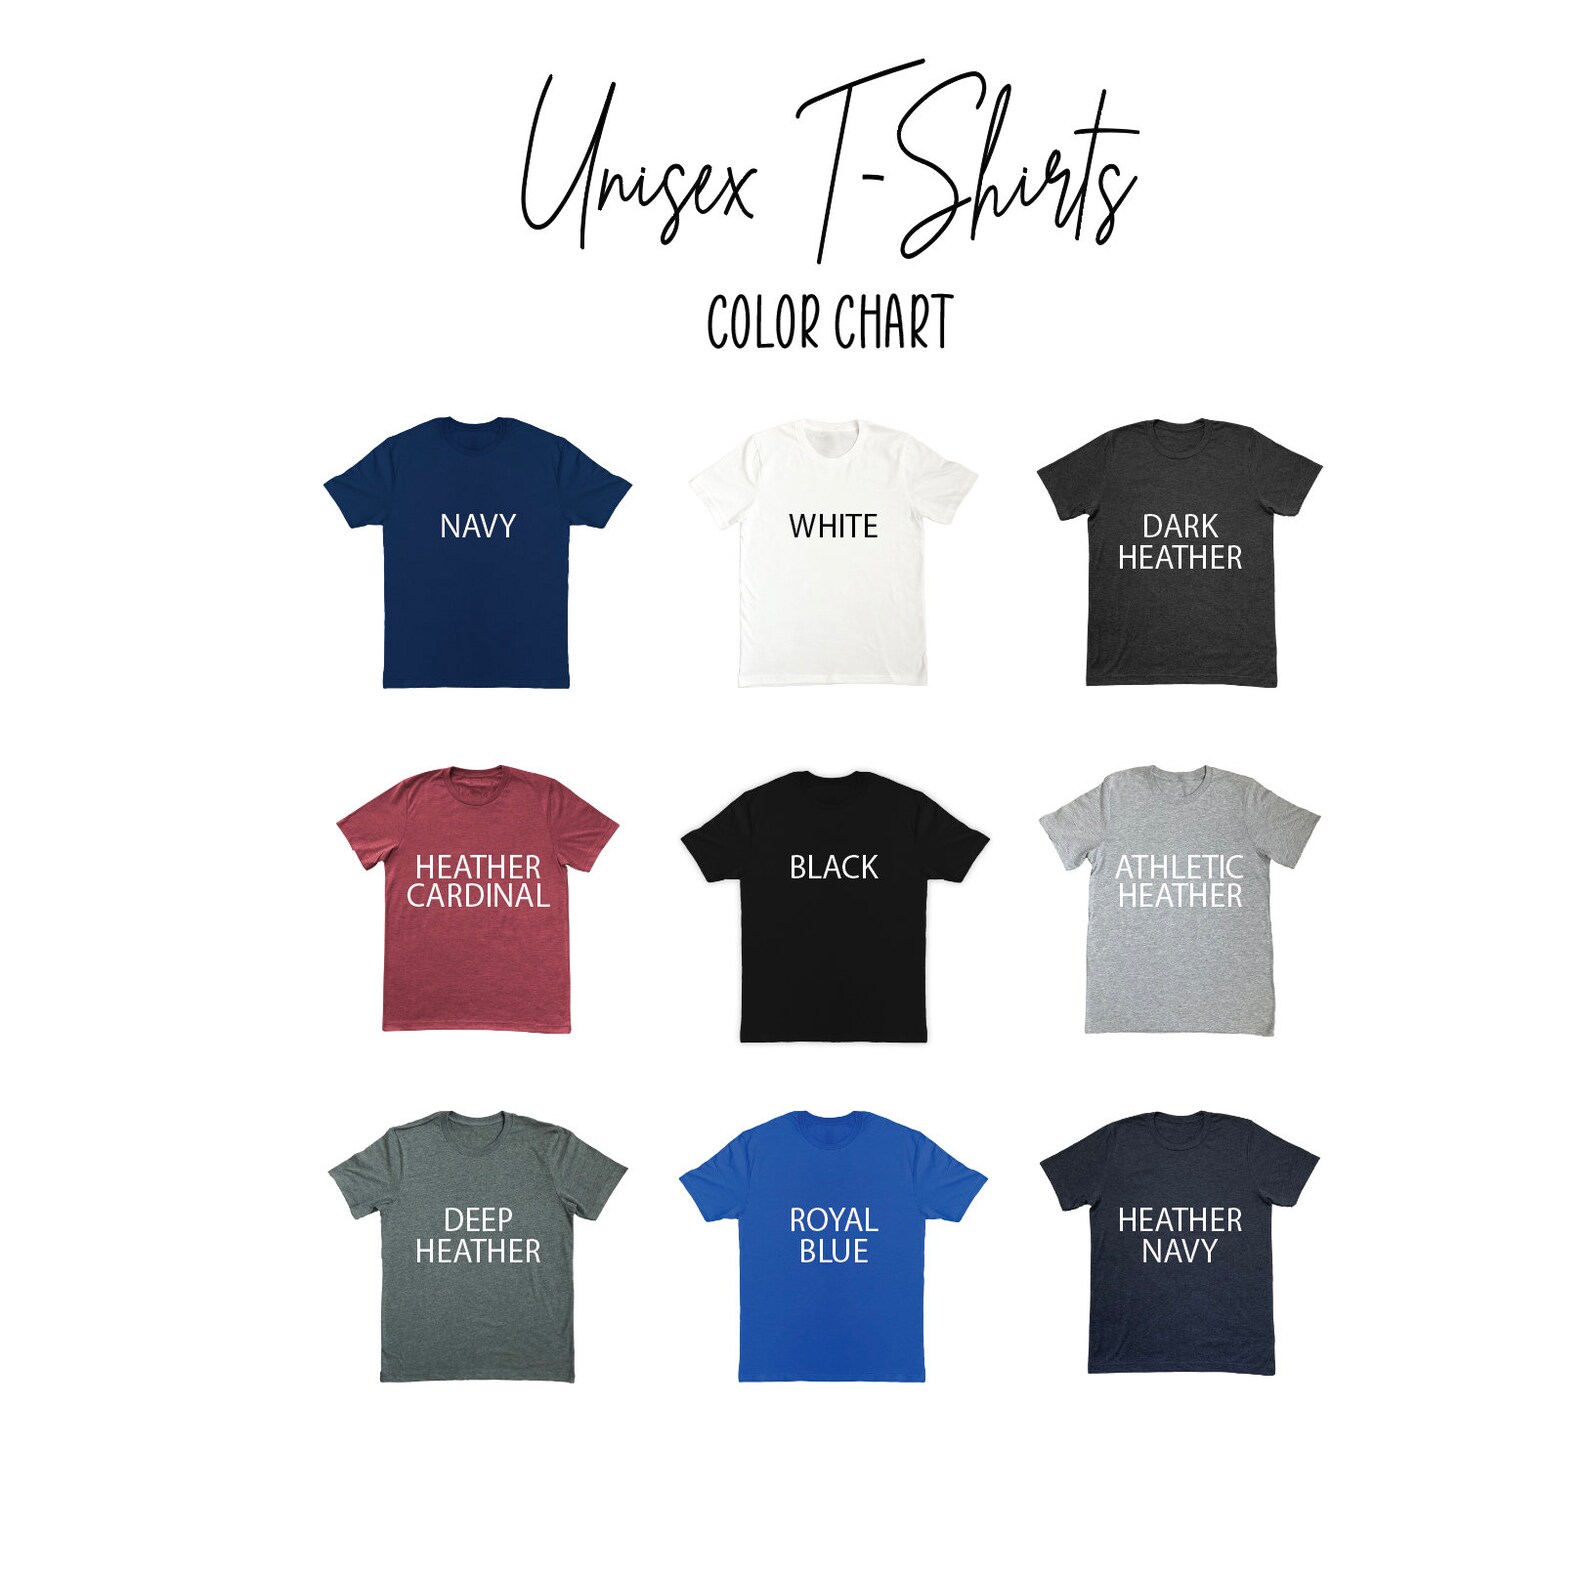 Unisex T-Shirts
COLOR CHART
NAVY
WHITE
DARK
HEATHER
HEATHER
CARDINAL
BLACK
ATHLETIC
HEATHER
DEEP
HEATHER
ROYAL
BLUE
HEATHER
NAVY